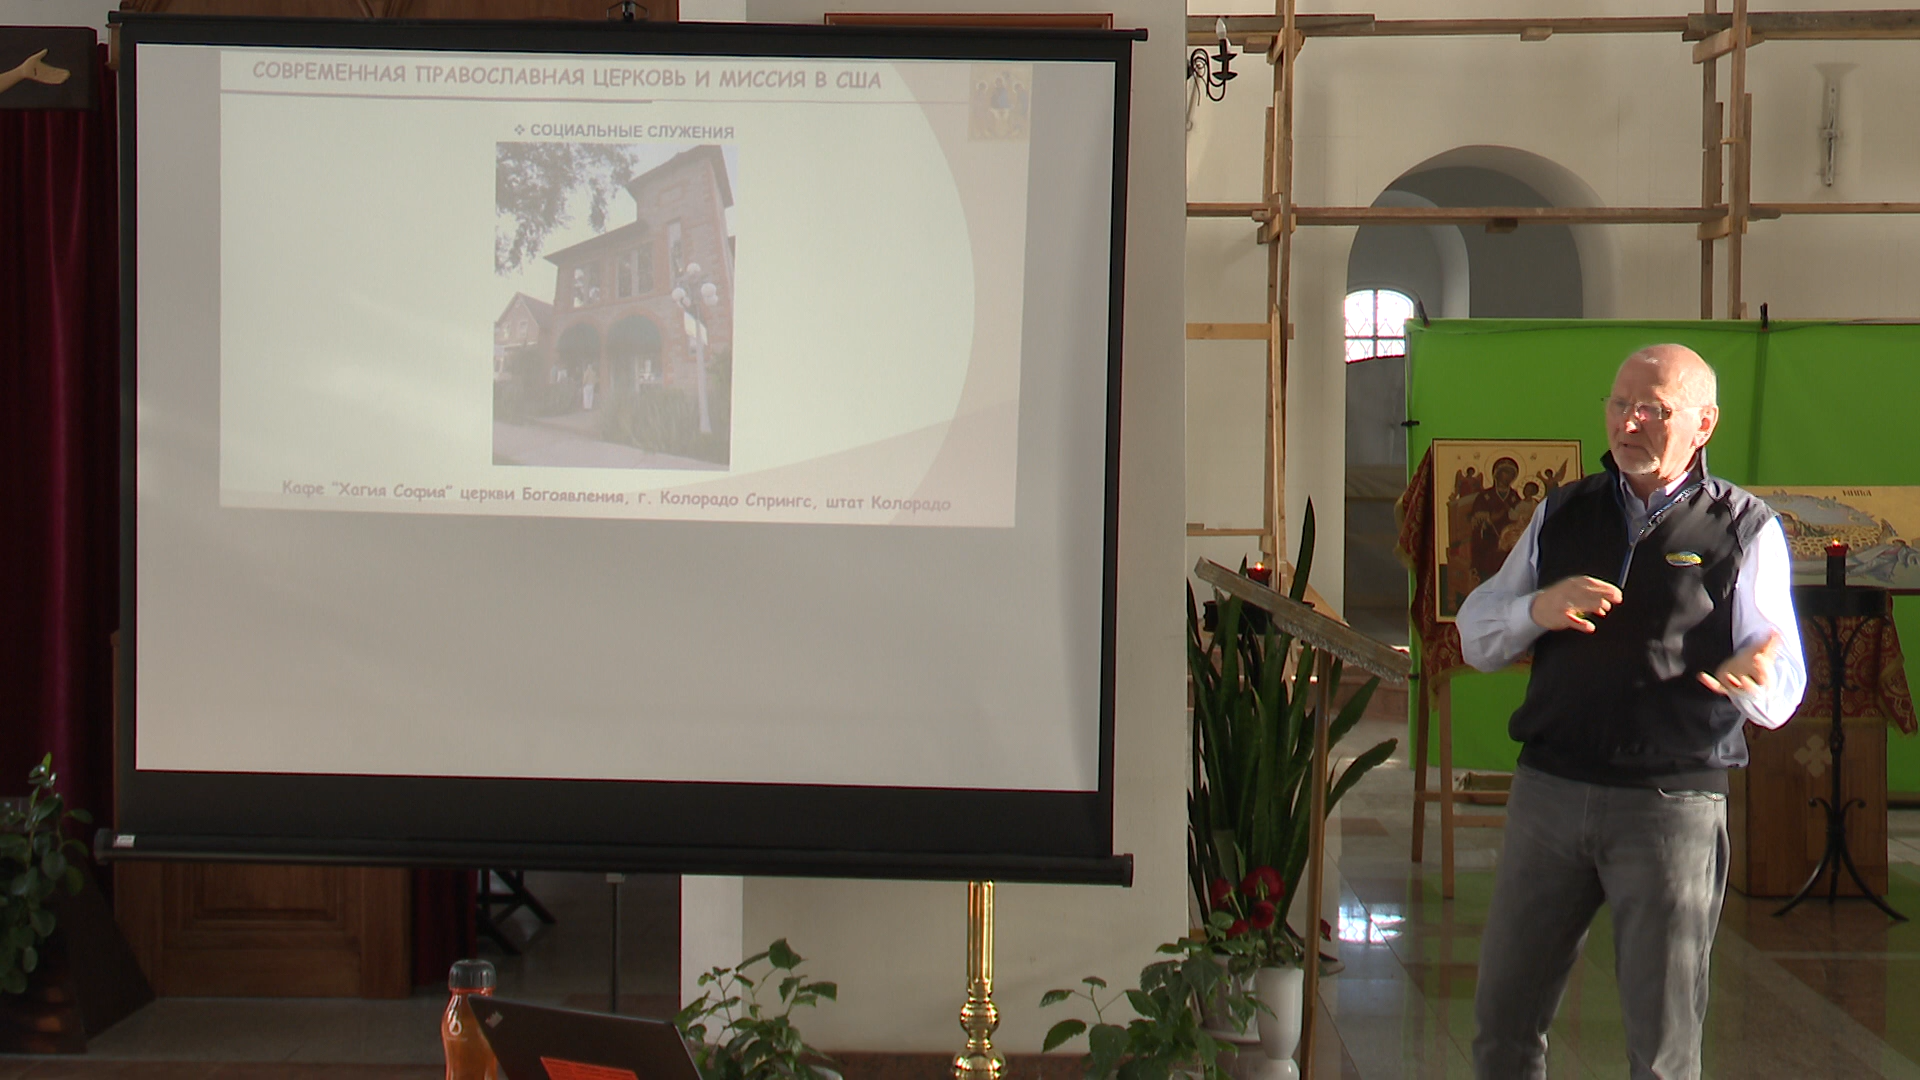 СОВРЕМЕННАЯ ПРАВОСЛАВНАЯ ЦЕРКОВЬ И МИССИЯ В США
❖ СОЦИАЛЬНЫЕ СЛУЖЕНИЯ
Кафе "Хагия София" церкви Богоявления, г. Колорадо Спрингс, штат Колорадо